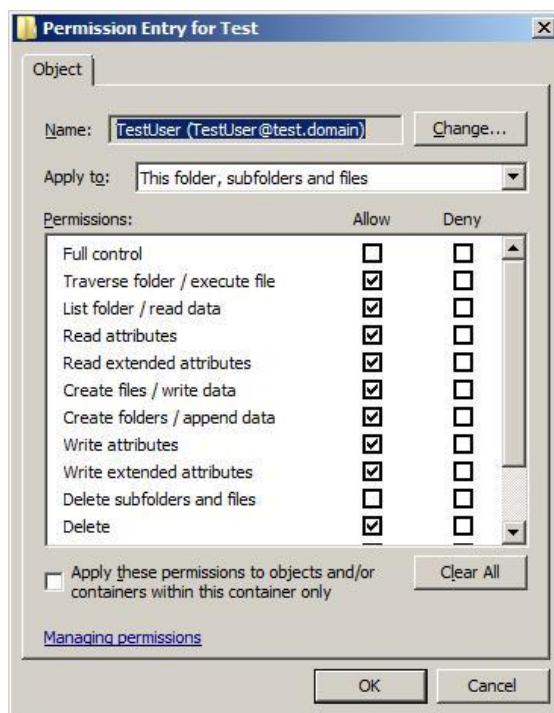 Permission Entry for Test
Object
Name: TestUser (TestUser@test.domain) Change...
Apply to: This folder, subfolders and files
Permissions: Allow Deny
Full control
Traverse folder / execute file
List folder / read data
Read attributes
Read extended attributes
Create files / write data
Create folders / append data
Write attributes
Write extended attributes
Delete subfolders and files
Delete
Apply these permissions to objects and/or Clear All
containers within this container only
Managing permissions
OK Cancel